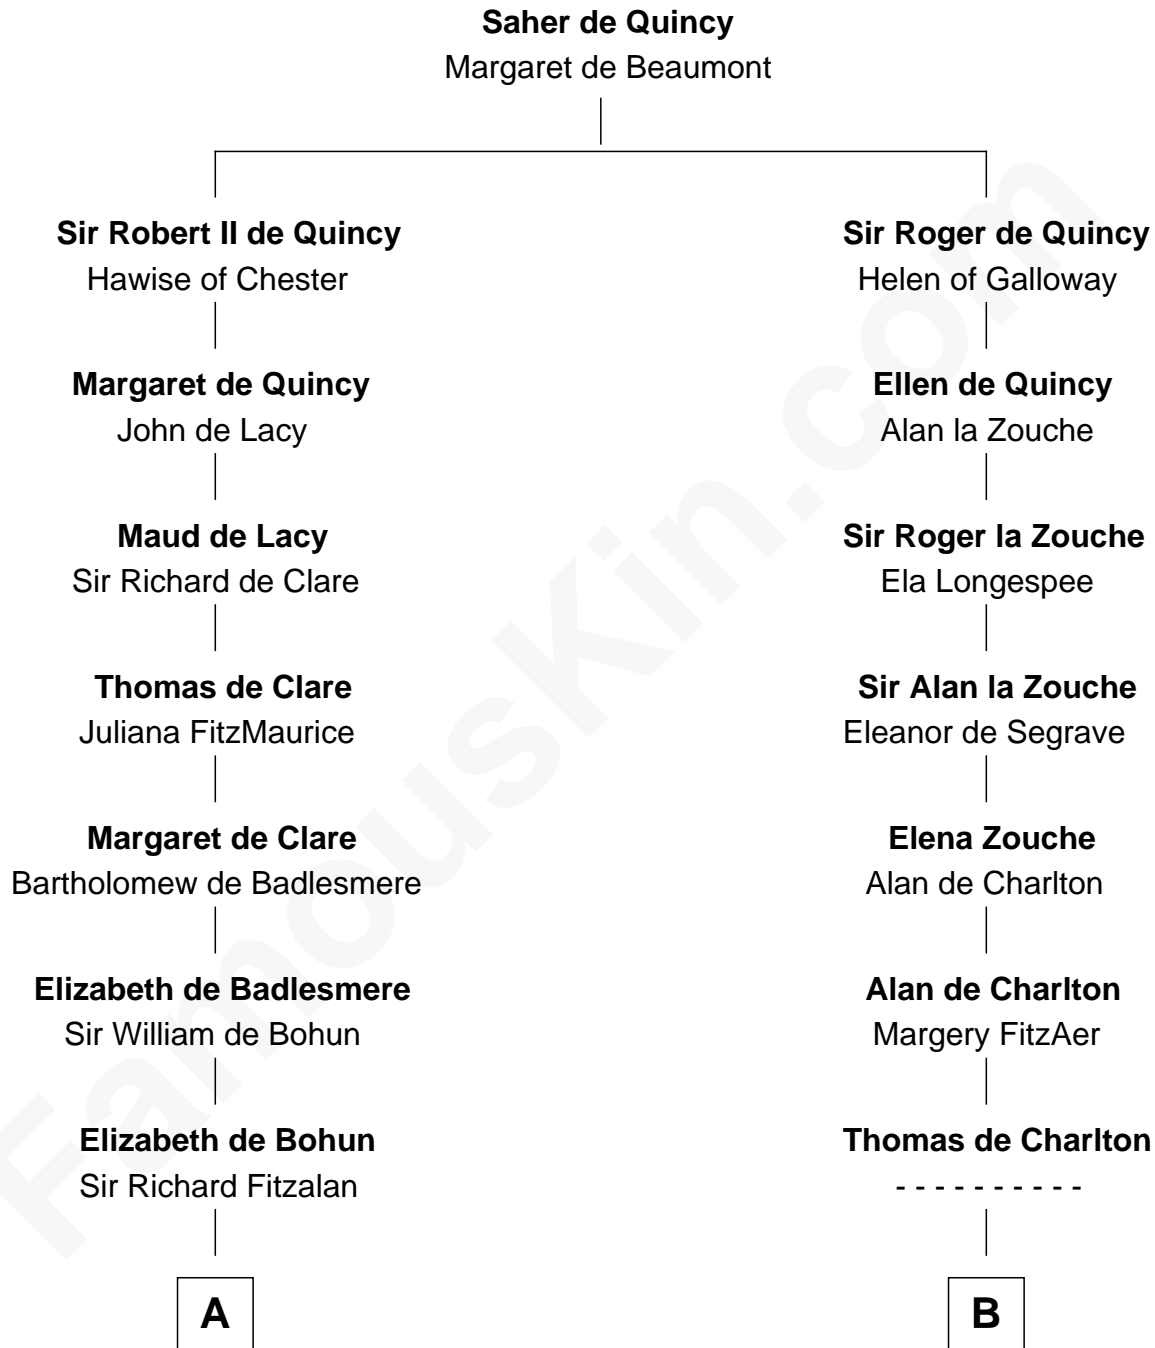 Saher de Quincy
Margaret de Beaumont
Sir Robert II de Quincy
Hawise of Chester
Sir Roger de Quincy
Helen of Galloway
Margaret de Quincy
John de Lacy
Ellen de Quincy
Alan la Zouche
Maud de Lacy
Sir Richard de Clare
Sir Roger la Zouche
Ela Longespee
Thomas de Clare
Juliana FitzMaurice
Sir Alan la Zouche
Eleanor de Segrave
Margaret de Clare
Bartholomew de Badlesmere
Elena Zouche
Alan de Charlton
Elizabeth de Badlesmere
Sir William de Bohun
Alan de Charlton
Margery FitzAer
Elizabeth de Bohun
Sir Richard Fitzalan
Thomas de Charlton
- - - - - - - - - -
A
B
FamousKin.com